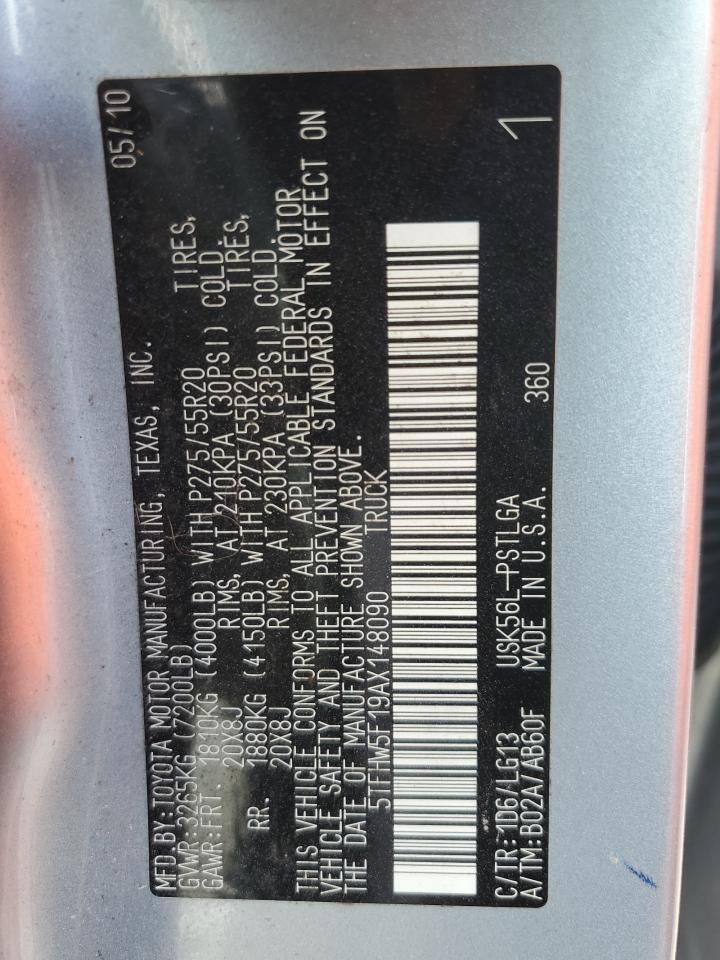 MFD.BY:TOYOTA MOTOR MANUFACTURING, TEXAS, INC. 05/10
GVWR:3265KG (7200LB)
GAWR:FRT. 1810KG (4000LB) WITH P275/55R20 TIRES,
20X8J RIMS, AT 210KPA (30PSI) COLD.
RR. 1880KG (4150LB) WITH P275/55R20 TIRES,
20X8J RIMS, AT 230KPA (33PSI) COLD.
THIS VEHICLE CONFORMS TO ALL APPLICABLE FEDERAL MOTOR
VEHICLE SAFETY AND THEFT PREVENTION STANDARDS IN EFFECT ON
THE DATE OF MANUFACTURE SHOWN ABOVE.
5TFHW5F19AX148090 TRUCK
C/TR:1D6/LG13 USK56L-PSTLGA 360 1
A/TM:B02A/AB60F MADE IN U.S.A.